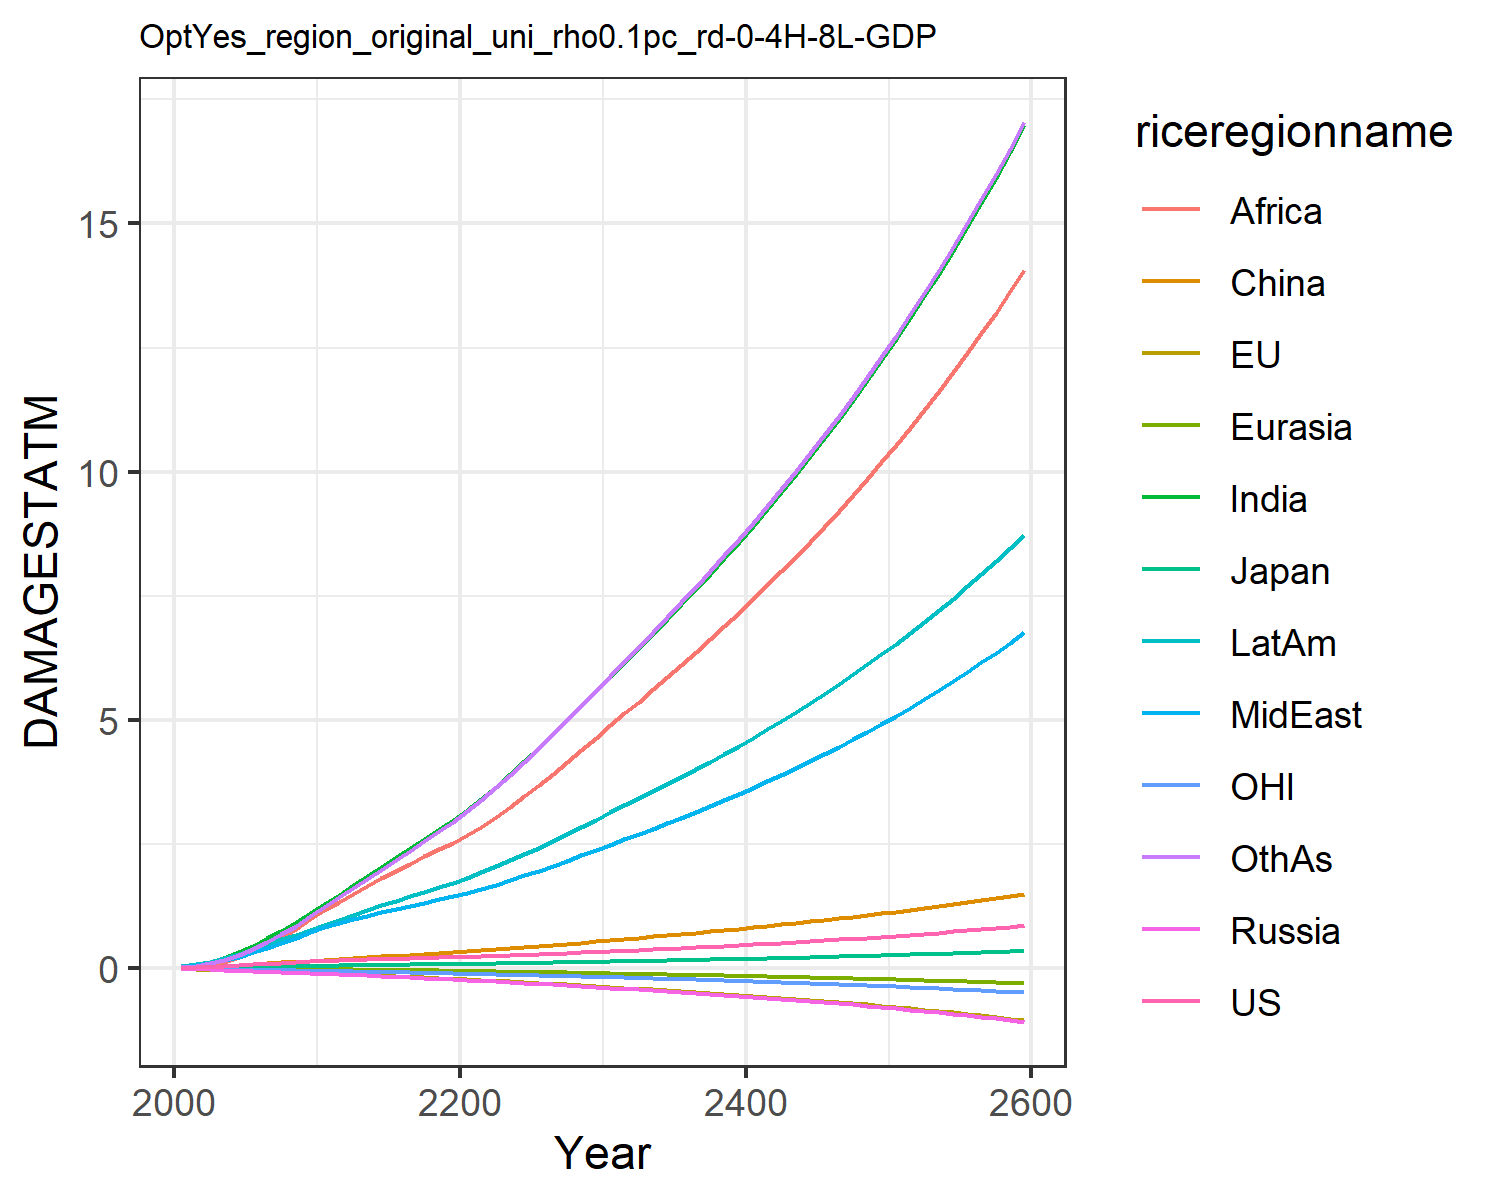 OptYes_region_original_uni_rho0.1pc_rd-0-4H-8L-GDP
DAMAGESTATM
15
10
5
0
2000
2200
2400
2600
Year
riceregionname
Africa
China
EU
Eurasia
India
Japan
LatAm
MidEast
OHI
OthAs
Russia
US